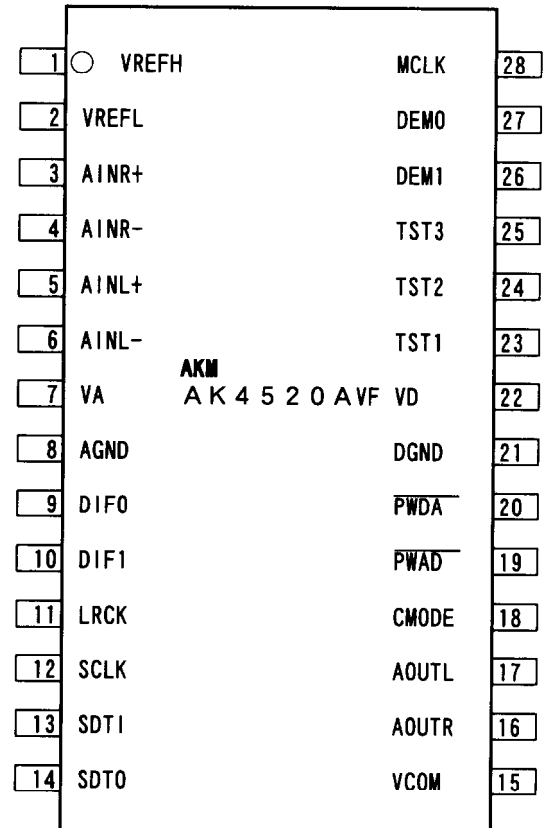 1 VREFH MCLK 28
2 VREFL DEM0 27
3 AINR+ DEM1 26
4 AINR- TST3 25
5 AINL+ TST2 24
6 AINL- TST1 23
AKM
7 VA AK4520AVF VD 22
8 AGND DGND 21
9 DIF0 PWDA 20
10 DIF1 PWAD 19
11 LRCK CMODE 18
12 SCLK AOUTL 17
13 SDTI AOUTR 16
14 SDTO VCOM 15